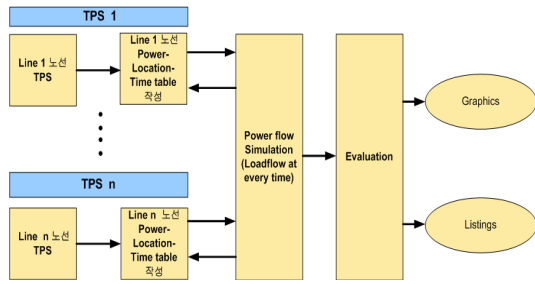 TPS 1
Line 1 노선
TPS
Line 1 노선
Power-
Location-
Time table
작성
Power flow
Simulation
(Loadflow at
every time)
Evaluation
Graphics
Listings
TPS n
Line n 노선
TPS
Line n 노선
Power-
Location-
Time table
작성